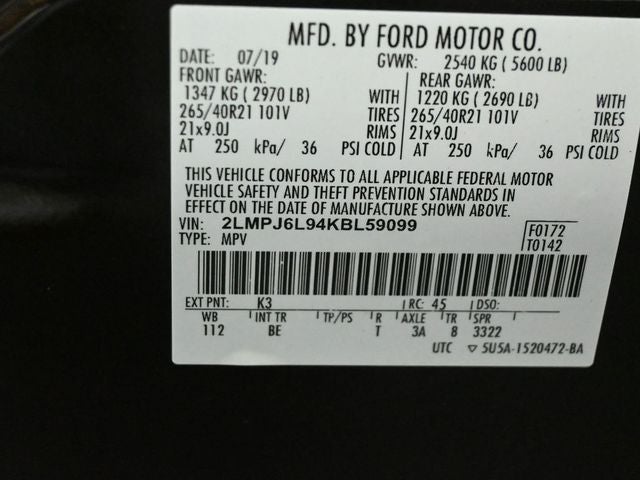 MFD. BY FORD MOTOR CO.
DATE: 07/19 GVWR: 2540 KG ( 5600 LB)
FRONT GAWR: REAR GAWR:
1347 KG ( 2970 LB) WITH 1220 KG ( 2690 LB) WITH
265/40R21 101V TIRES 265/40R21 101V TIRES
21x9.0J RIMS 21x9.0J RIMS
AT 250 kPa/ 36 PSI COLD AT 250 kPa/ 36 PSI COLD
THIS VEHICLE CONFORMS TO ALL APPLICABLE FEDERAL MOTOR
VEHICLE SAFETY AND THEFT PREVENTION STANDARDS IN
EFFECT ON THE DATE OF MANUFACTURE SHOWN ABOVE.
VIN: 2LMPJ6L94KBL59099 F0172
TYPE: MPV T0142
EXT PNT: K3 RC: 45 DSO:
WB INT TR TP/PS R AXLE TR SPR
112 BE T 3A 8 3322
UTC ▽ 5U5A-1520472-BA